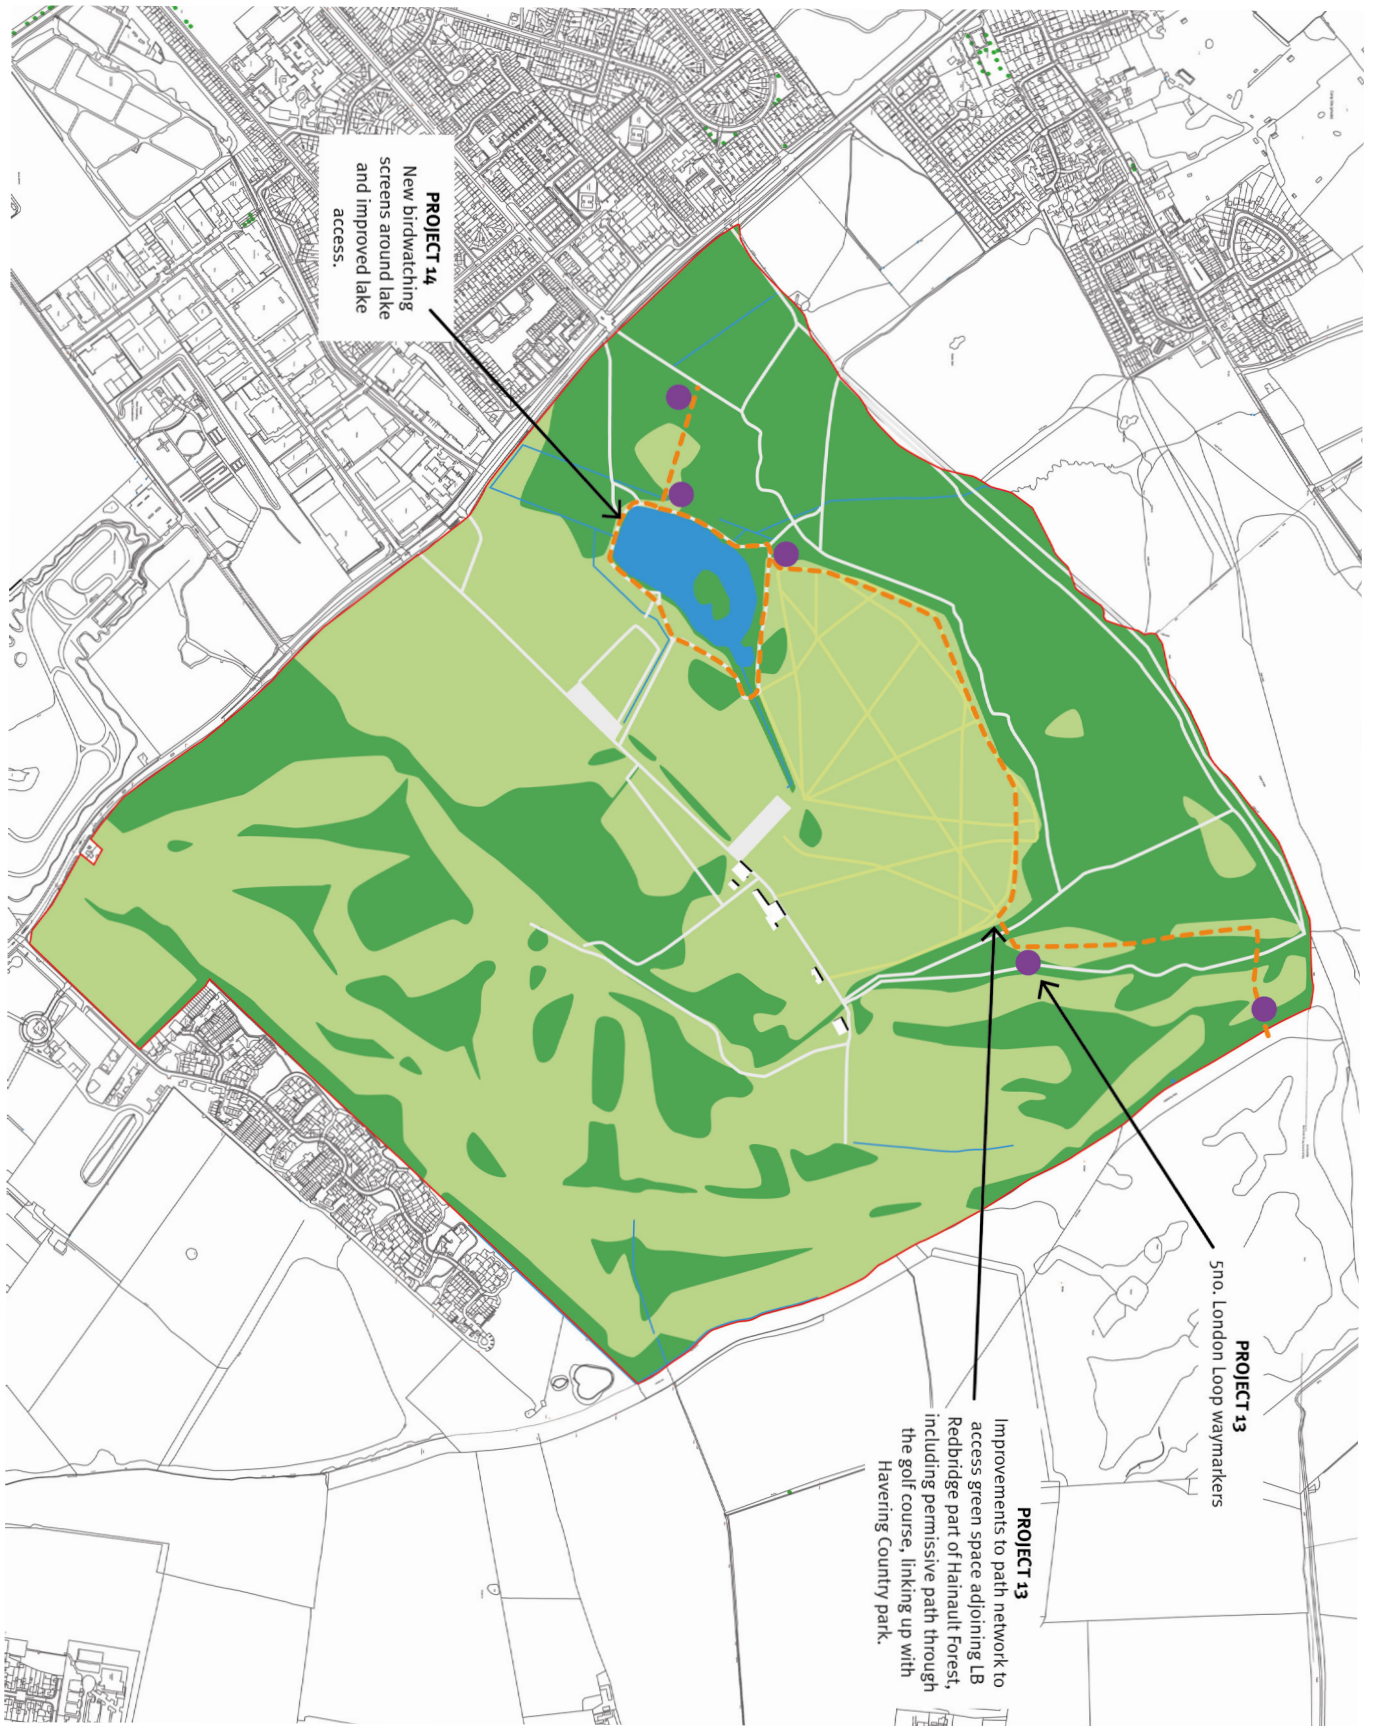 PROJECT 14
New birdwatching
screens around lake
and improved lake
access.
PROJECT 13
5no. London Loop waymarkers
PROJECT 13
Improvements to path network to
access green space adjoining LB
Redbridge part of Hainault Forest,
including permissive path through
the golf course, linking up with
Havering Country park.